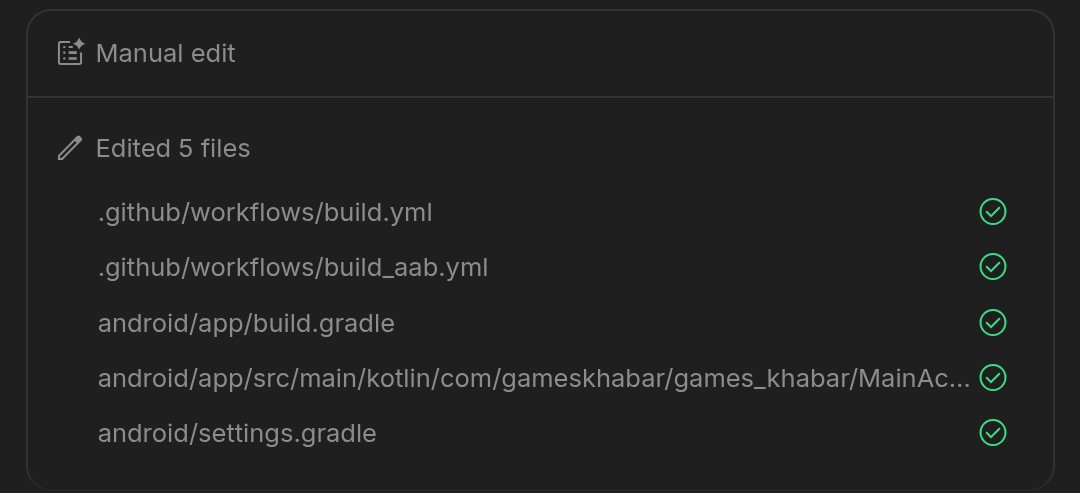 Manual edit
Edited 5 files
.github/workflows/build.yml
.github/workflows/build_aab.yml
android/app/build.gradle
android/app/src/main/kotlin/com/gameskhabar/games_khabar/MainAc...
android/settings.gradle